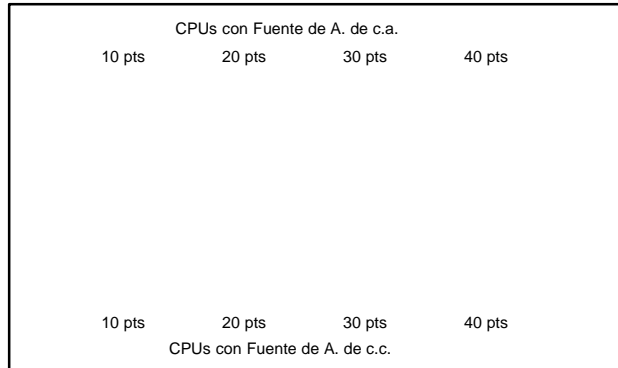 CPUs con Fuente de A. de c.a.
10 pts 20 pts 30 pts 40 pts
10 pts 20 pts 30 pts 40 pts
CPUs con Fuente de A. de c.c.